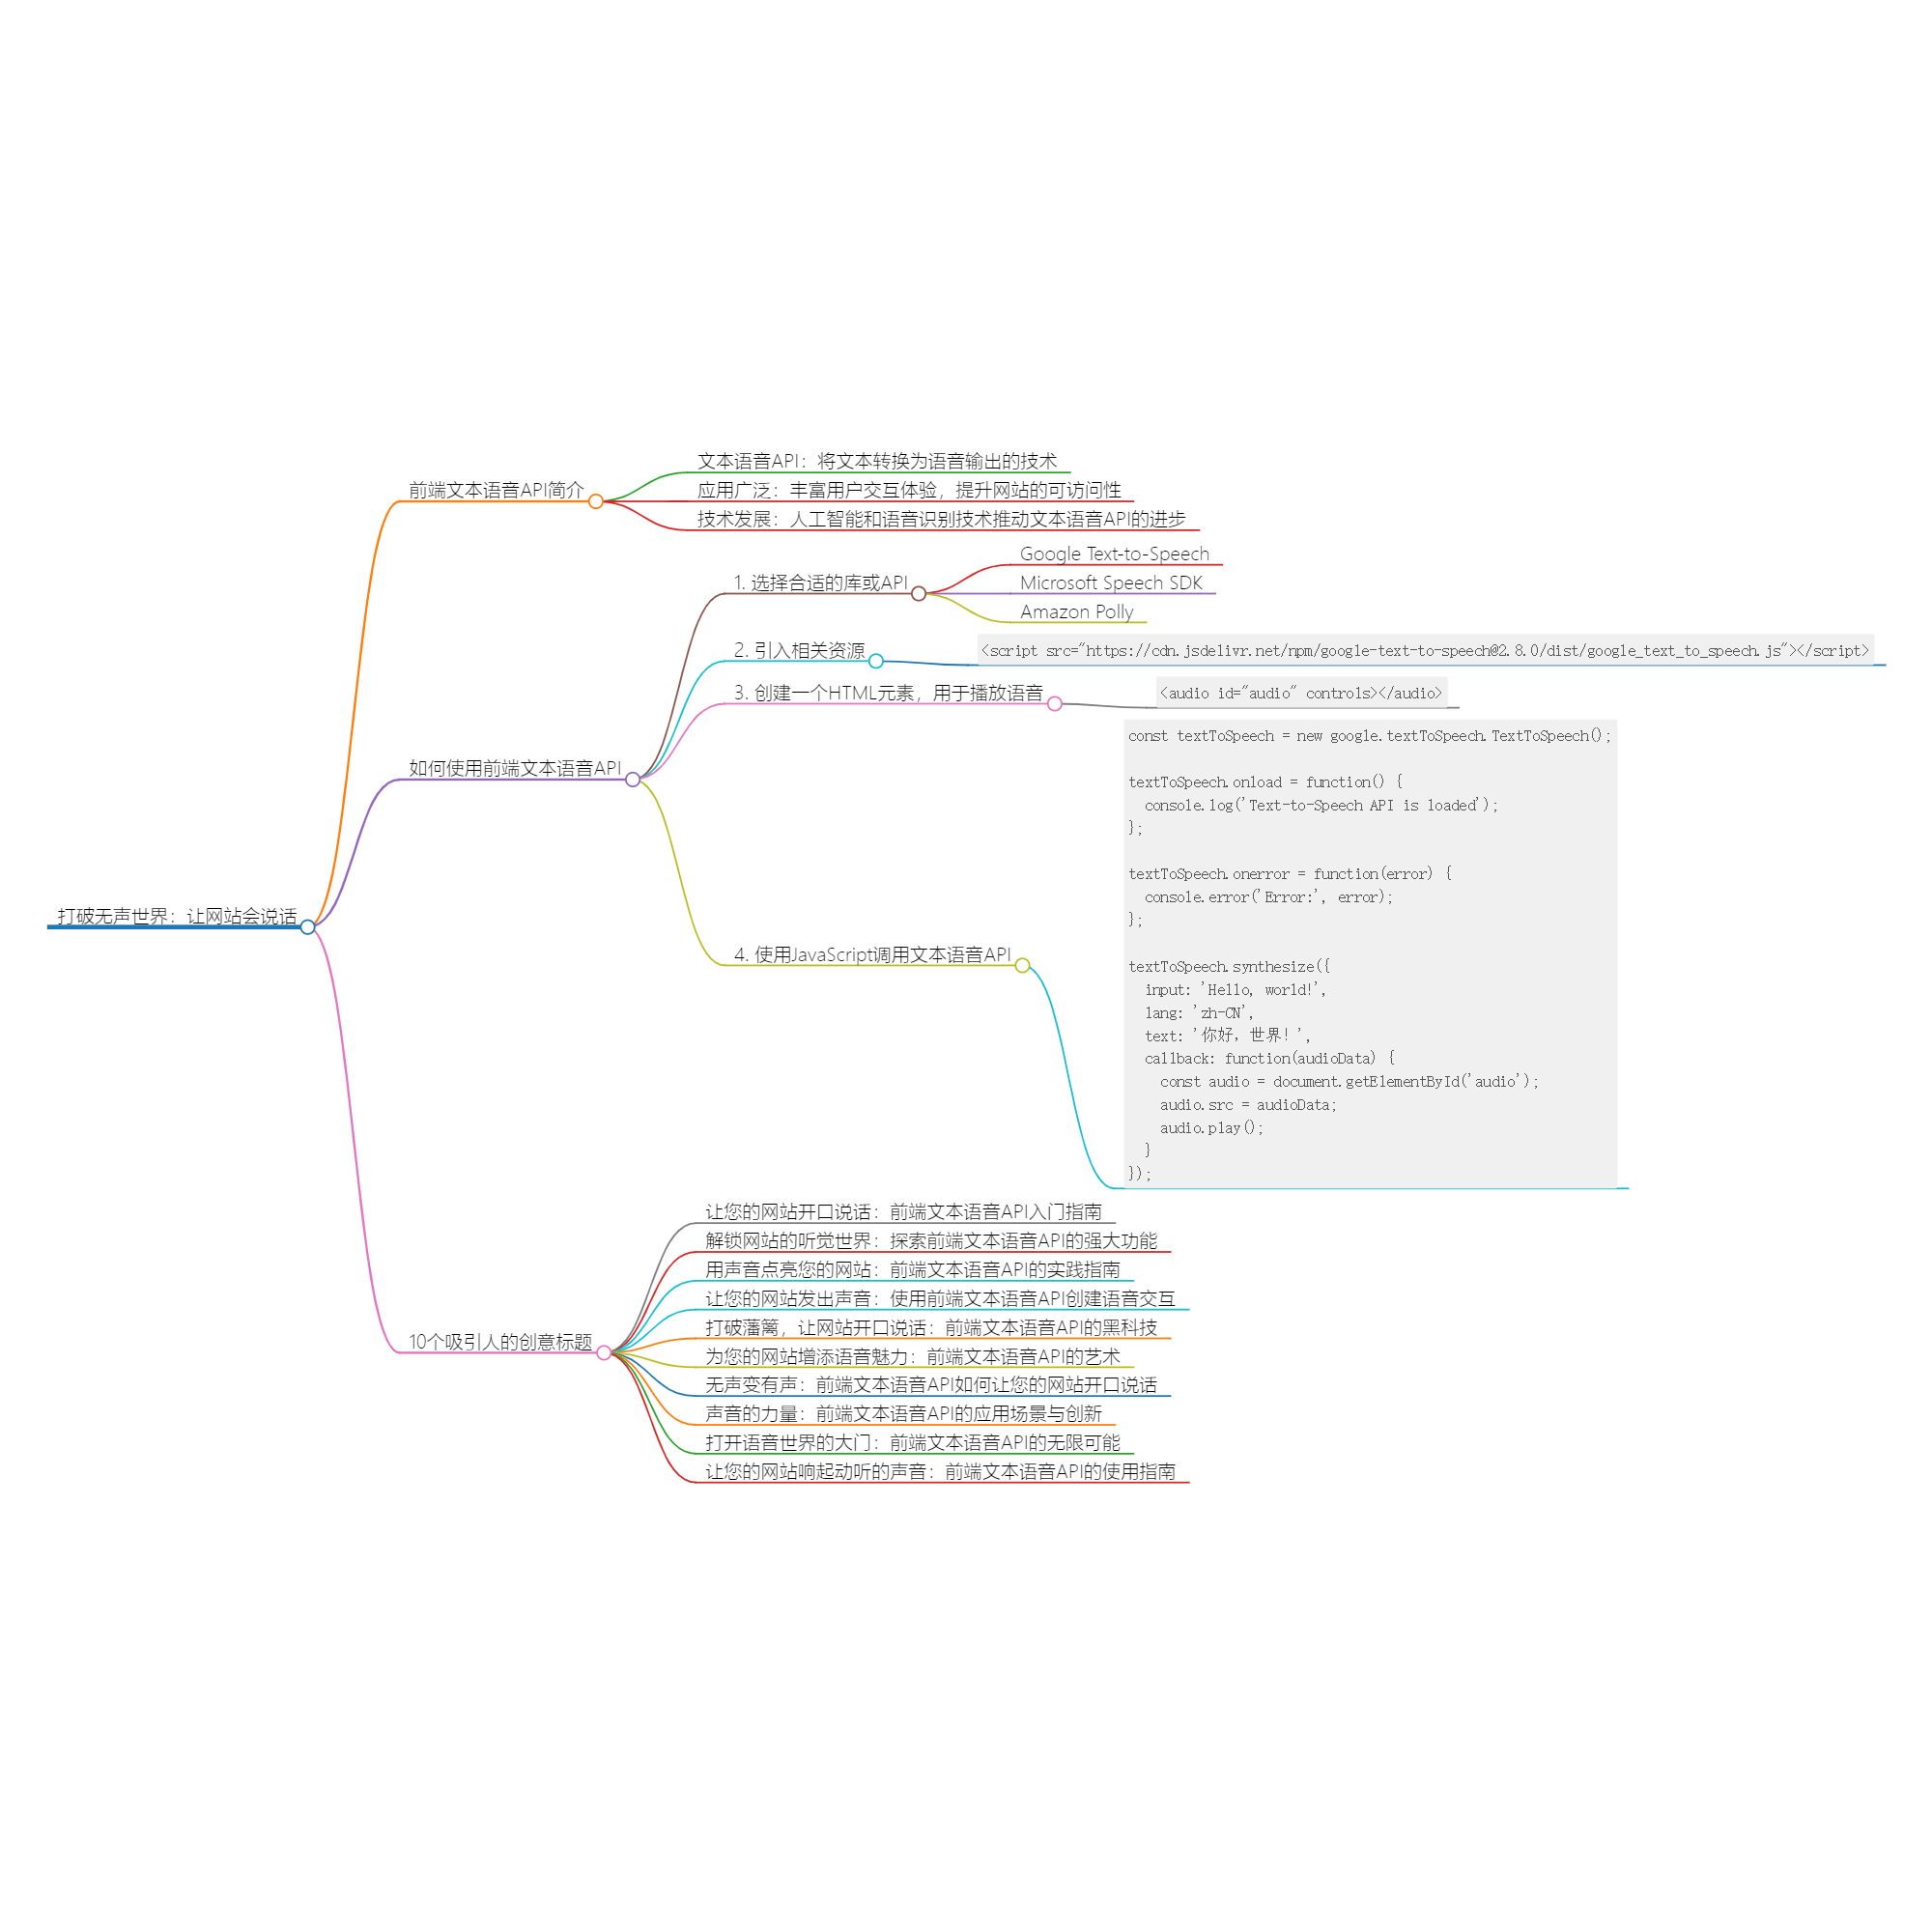 打破无声世界：让网站会说话
前端文本语音API简介
文本语音API：将文本转换为语音输出的技术
应用广泛：丰富用户交互体验，提升网站的可访问性
技术发展：人工智能和语音识别技术推动文本语音API的进步
如何使用前端文本语音API
1. 选择合适的库或API
Google Text-to-Speech
Microsoft Speech SDK
Amazon Polly
2. 引入相关资源
<script src="https://cdn.jsdelivr.net/npm/google-text-to-speech@2.8.0/dist/google_text_to_speech.js"></script>
3. 创建一个HTML元素，用于播放语音
<audio id="audio" controls></audio>
4. 使用JavaScript调用文本语音API
const textToSpeech = new google.textToSpeech.TextToSpeech();
textToSpeech.onload = function() {
  console.log('Text-to-Speech API is loaded');
};
textToSpeech.onerror = function(error) {
  console.error('Error:', error);
};
textToSpeech.synthesize({
  input: 'Hello, world!',
  lang: 'zh-CN',
  text: '你好，世界！',
  callback: function(audioData) {
    const audio = document.getElementById('audio');
    audio.src = audioData;
    audio.play();
  }
});
10个吸引人的创意标题
让您的网站开口说话：前端文本语音API入门指南
解锁网站的听觉世界：探索前端文本语音API的强大功能
用声音点亮您的网站：前端文本语音API的实践指南
让您的网站发出声音：使用前端文本语音API创建语音交互
打破藩篱，让网站开口说话：前端文本语音API的黑科技
为您的网站增添语音魅力：前端文本语音API的艺术
无声变有声：前端文本语音API如何让您的网站开口说话
声音的力量：前端文本语音API的应用场景与创新
打开语音世界的大门：前端文本语音API的无限可能
让您的网站响起动听的声音：前端文本语音API的使用指南